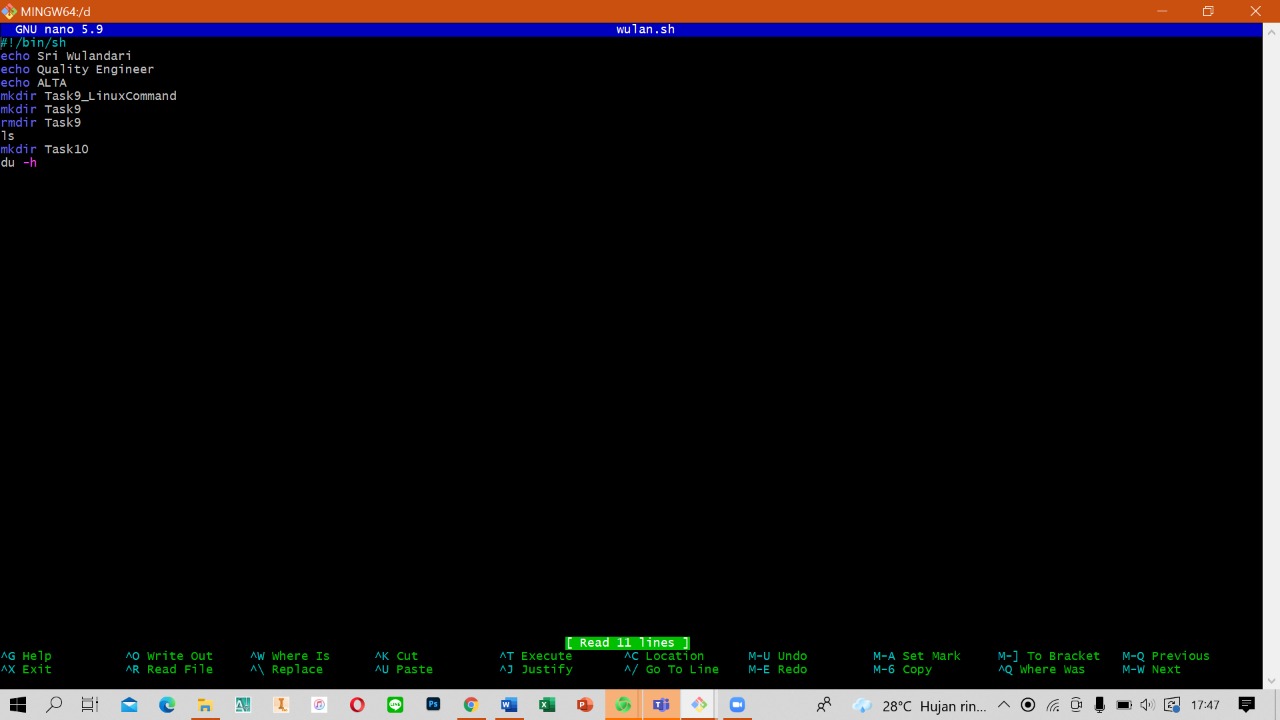 MINGW64:/d
GNU nano 5.9 wulan.sh
#!/bin/sh
echo Sri Wulandari
echo Quality Engineer
echo ALTA
mkdir Task9_LinuxCommand
mkdir Task9
rmdir Task9
ls
mkdir Task10
du -h
[ Read 11 lines ]
^G Help ^O Write Out ^W Where Is ^K Cut ^T Execute ^C Location M-U Undo M-A Set Mark M-] To Bracket M-Q Previous
^X Exit ^R Read File ^\ Replace ^U Paste ^J Justify ^/ Go To Line M-E Redo M-6 Copy ^Q Where Was M-W Next
28°C Hujan rin... 17:47